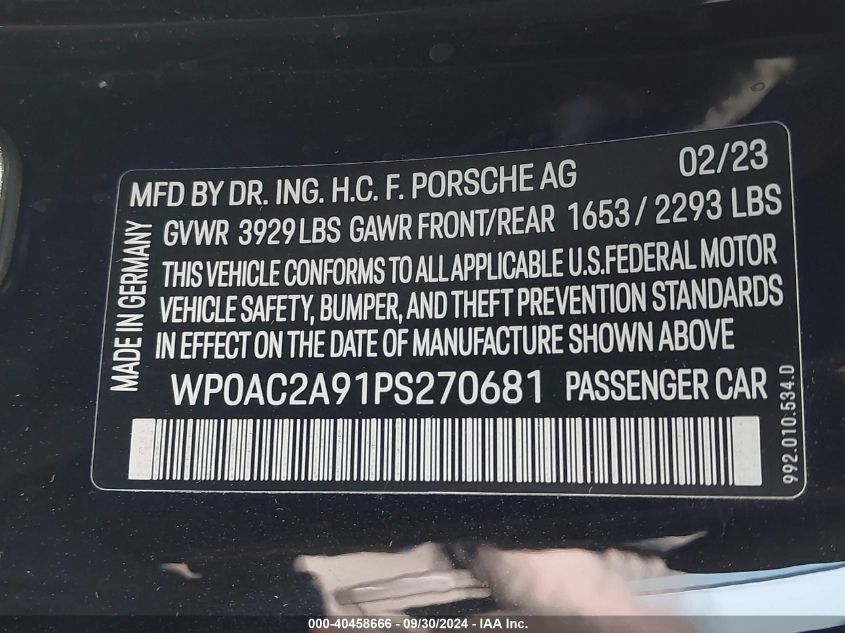 MFD BY DR. ING. H.C. F. PORSCHE AG 02/23
GVWR 3929 LBS GAWR FRONT/REAR 1653 / 2293 LBS
THIS VEHICLE CONFORMS TO ALL APPLICABLE U.S.FEDERAL MOTOR
VEHICLE SAFETY, BUMPER, AND THEFT PREVENTION STANDARDS
IN EFFECT ON THE DATE OF MANUFACTURE SHOWN ABOVE
WP0AC2A91PS270681 PASSENGER CAR
MADE IN GERMANY
992.010.534.D
000-40458666 - 09/30/2024 - IAA Inc.